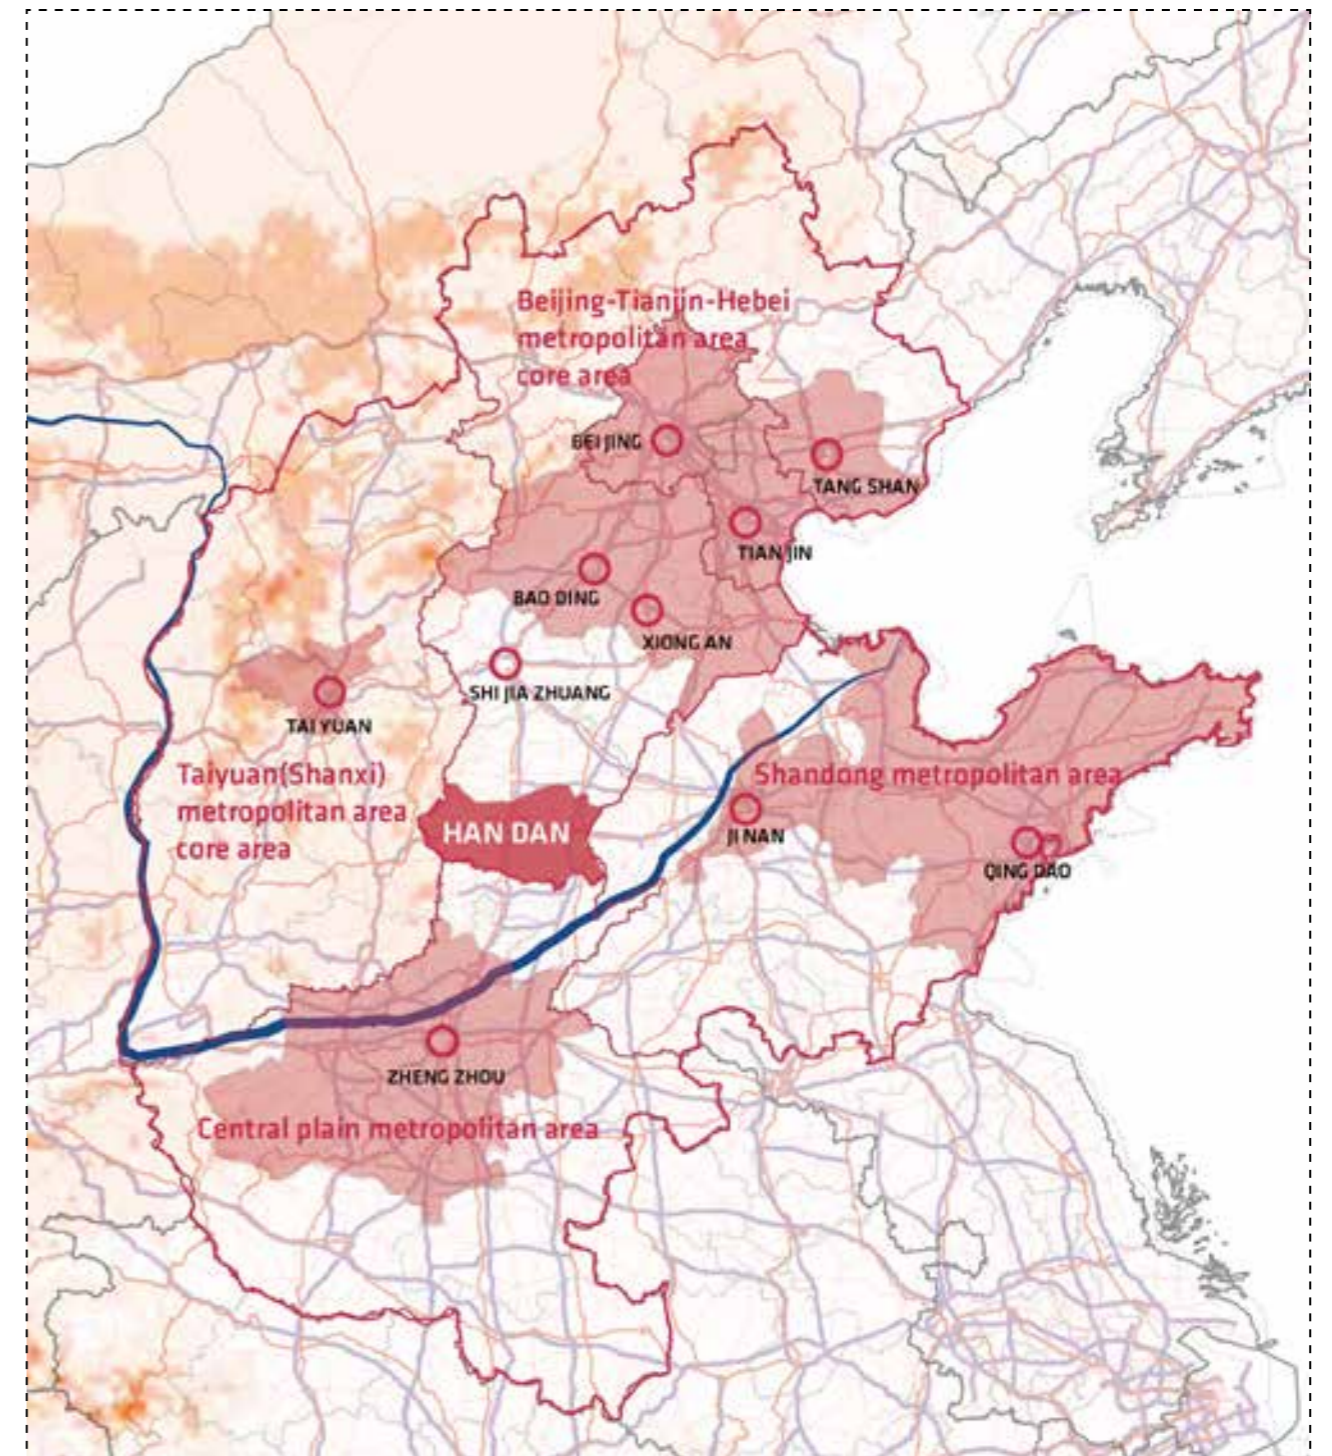 Beijing-Tianjin-Hebei
metropolitan area
core area
BEI JING
TANG SHAN
TIAN JIN
BAO DING
XIONG AN
SHI JIA ZHUANG
TAI YUAN
Taiyuan(Shanxi)
metropolitan area
core area
HAN DAN
Shandong metropolitan area
JI NAN
QING DAO
ZHENG ZHOU
Central plain metropolitan area